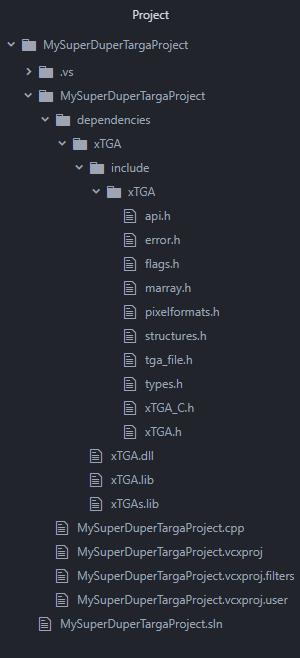 Project
MySuperDuperTargaProject
.vs
MySuperDuperTargaProject
dependencies
xTGA
include
xTGA
api.h
error.h
flags.h
marray.h
pixelformats.h
structures.h
tga_file.h
types.h
xTGA_C.h
xTGA.h
xTGA.dll
xTGA.lib
xTGAs.lib
MySuperDuperTargaProject.cpp
MySuperDuperTargaProject.vcxproj
MySuperDuperTargaProject.vcxproj.filters
MySuperDuperTargaProject.vcxproj.user
MySuperDuperTargaProject.sln